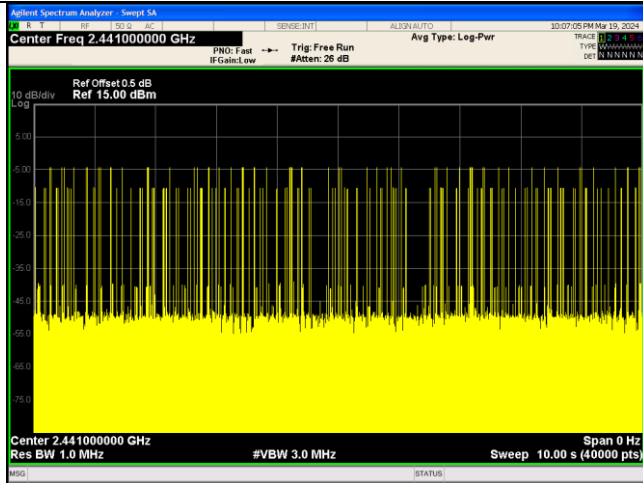 Agilent Spectrum Analyzer - Swept SA
R T RF 50 Ω AC SENSE:INT ALIGN AUTO 10:07:05 PM Mar 19, 2024
Center Freq 2.441000000 GHz Avg Type: Log-Pwr TRACE 1 2 3 4 5 6
PNO: Fast Trig: Free Run TYPE
IFGain:Low #Atten: 26 dB DET N N N N N N
Ref Offset 0.5 dB
10 dB/div Ref 15.00 dBm
Log
5.00
-5.00
-15.0
-25.0
-35.0
-45.0
-55.0
-65.0
-75.0
Center 2.441000000 GHz Span 0 Hz
Res BW 1.0 MHz #VBW 3.0 MHz Sweep 10.00 s (40000 pts)
MSG STATUS